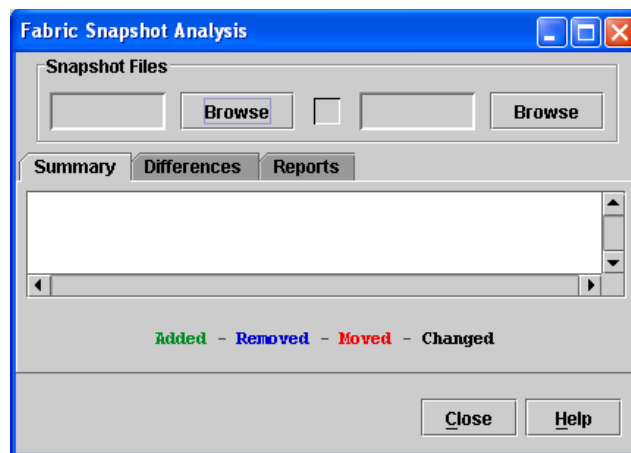 Fabric Snapshot Analysis
Snapshot Files
Browse Browse
Summary Differences Reports
Added - Removed - Moved - Changed
Close Help